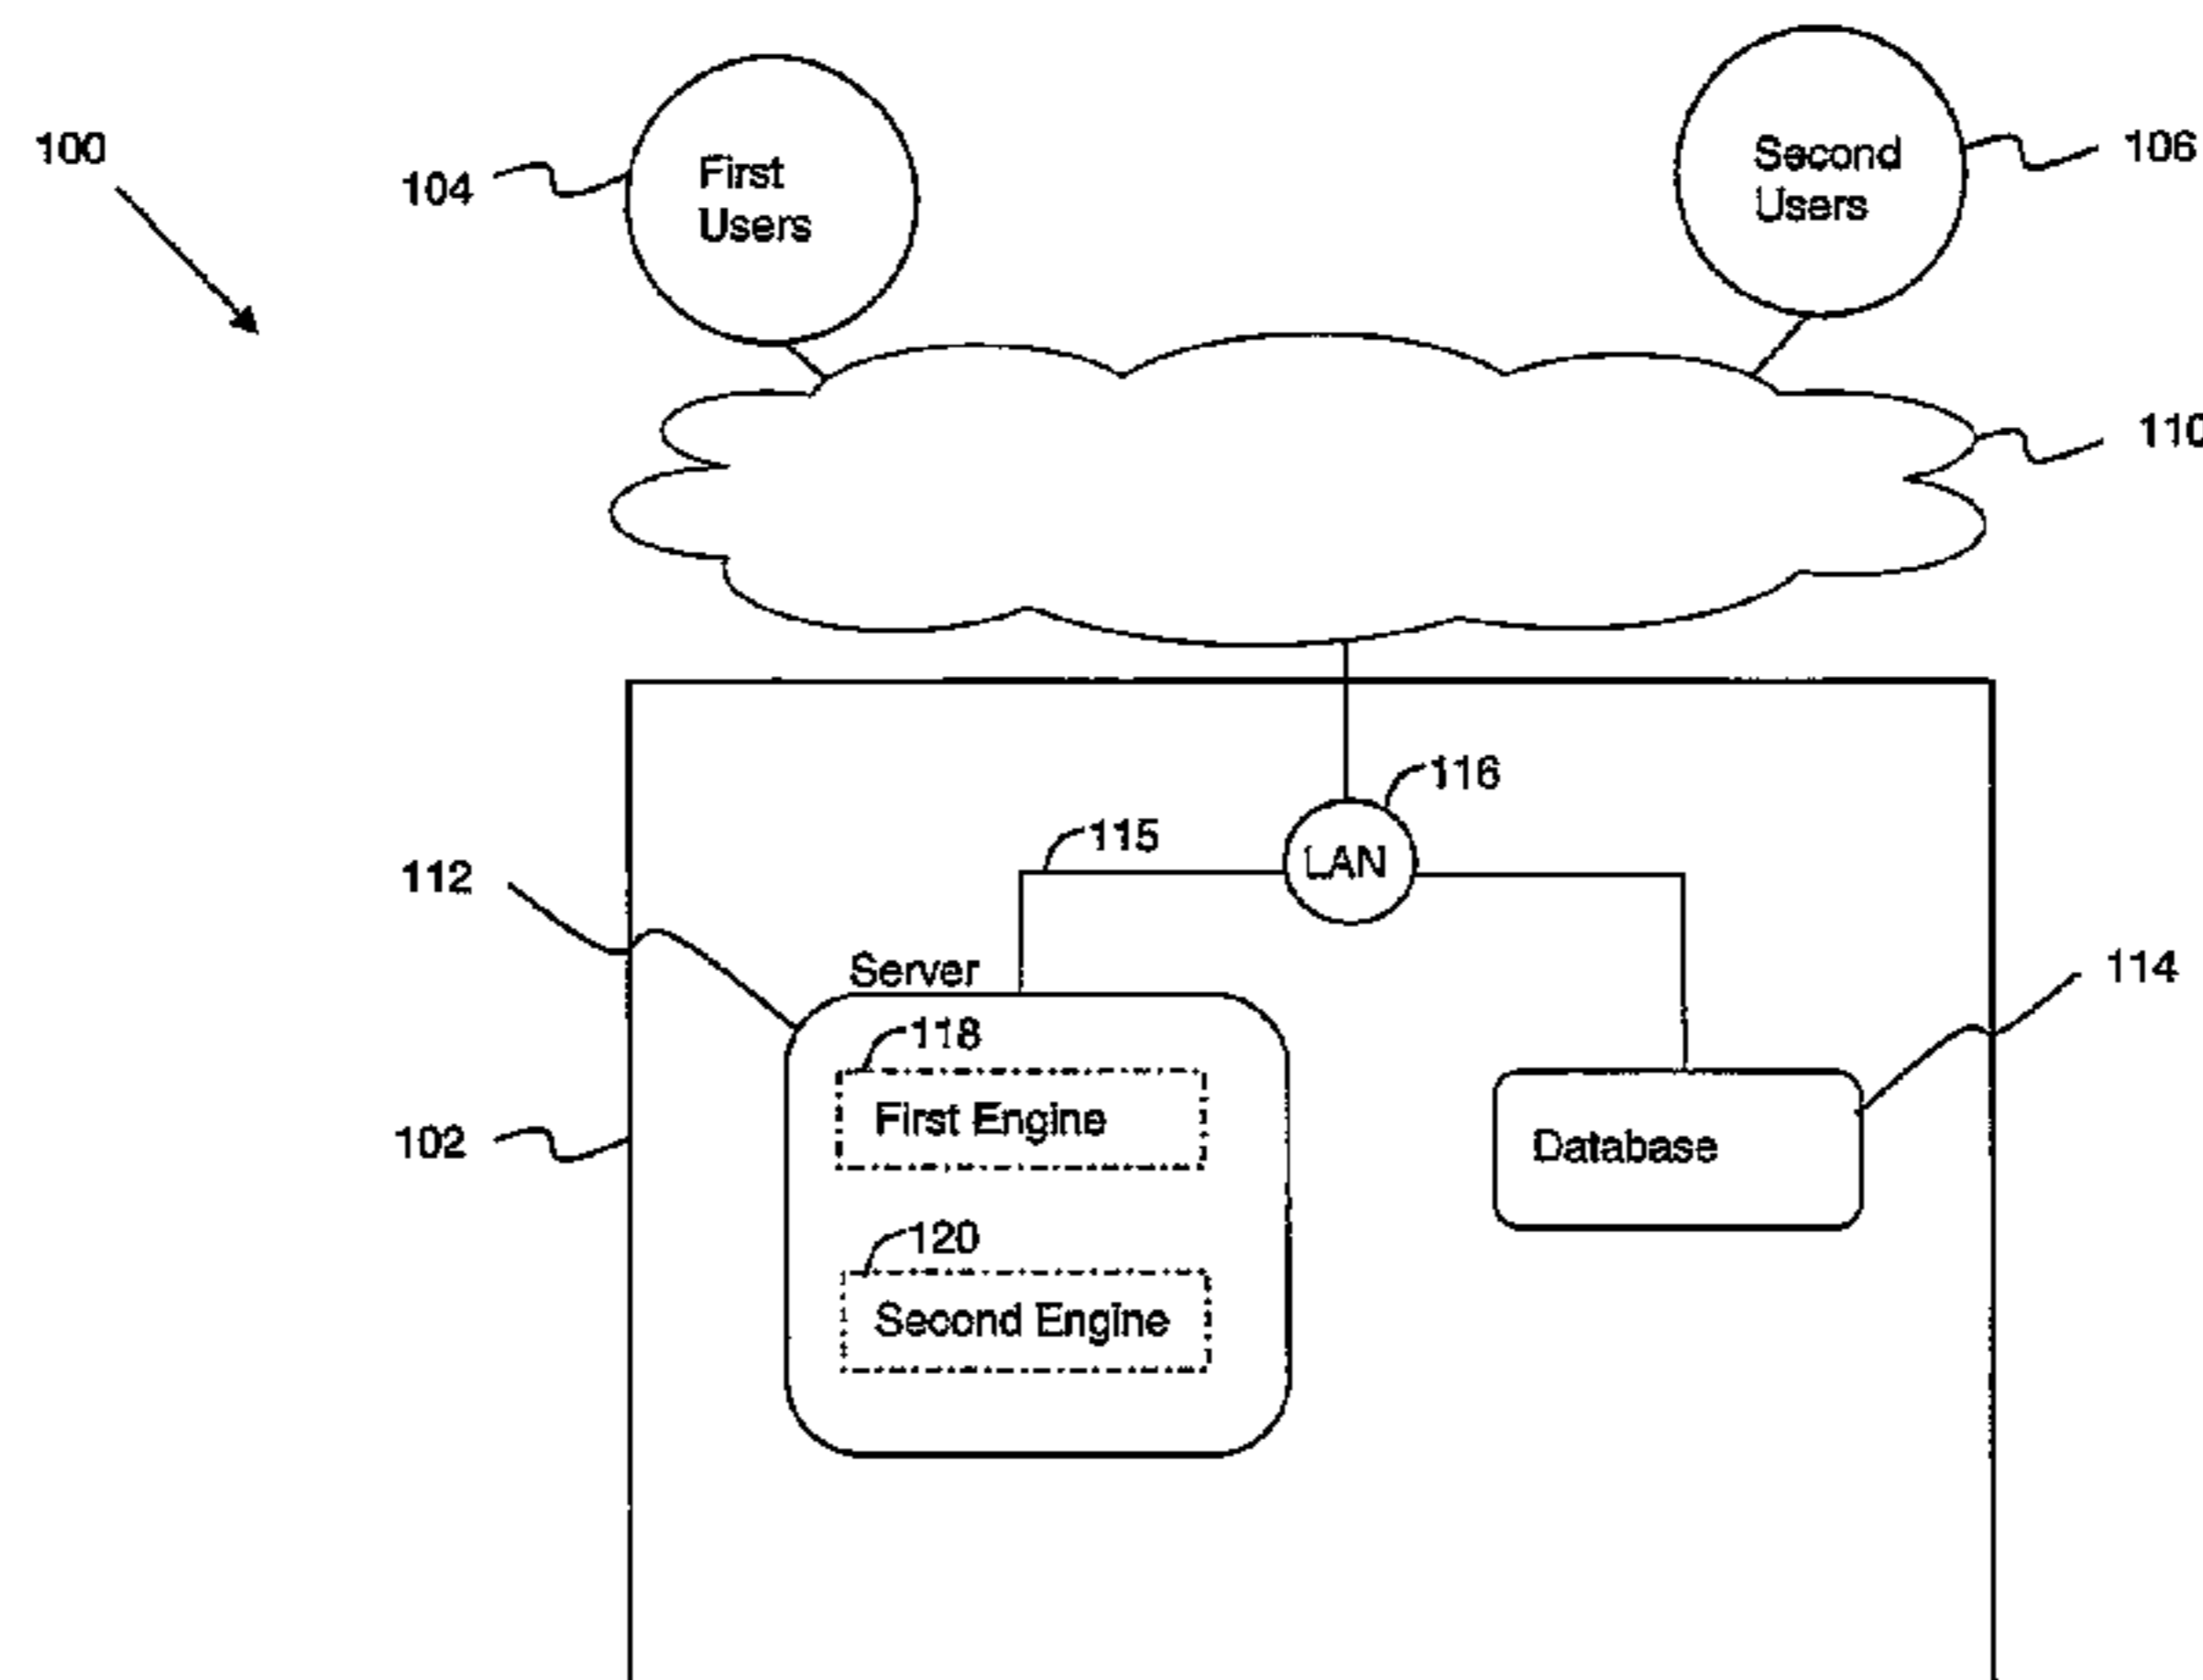 100
104
First
Users
Second
Users
106
110
116
115
LAN
112
Server
114
118
First Engine
Database
102
120
Second Engine